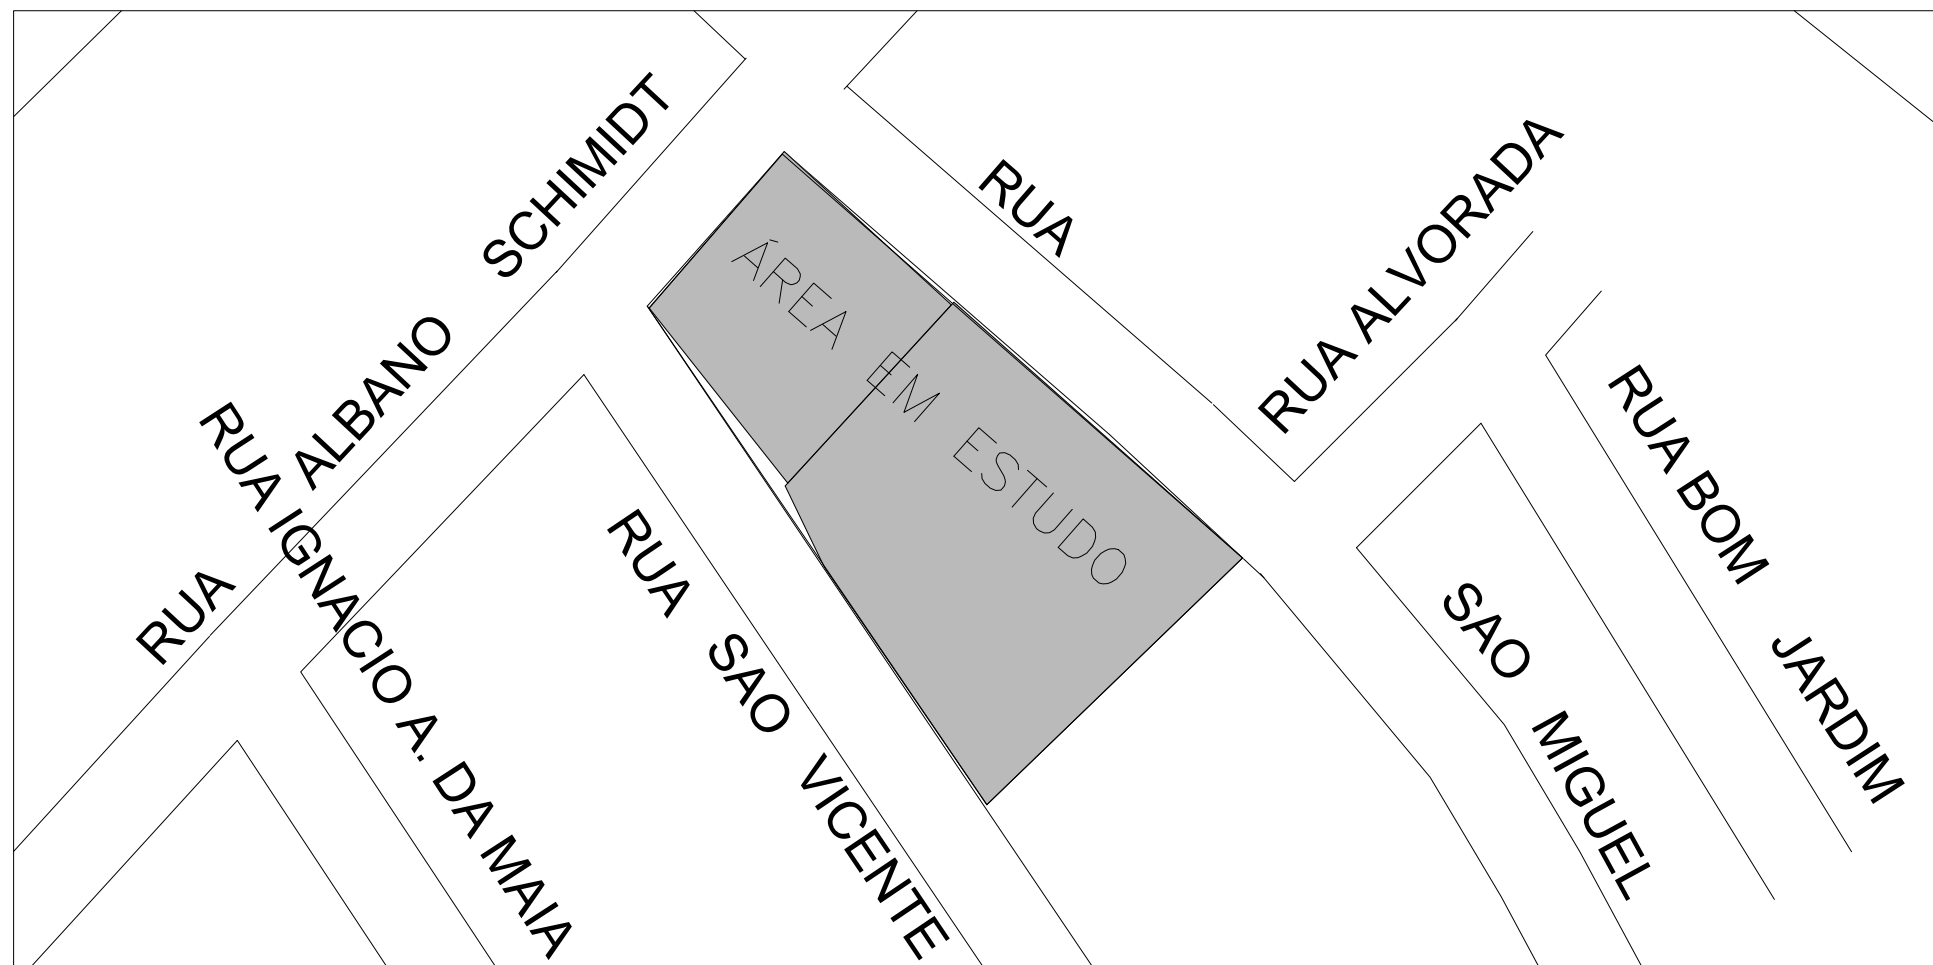 RUA ALBANO SCHIMIDT
RUA IGNACIO A. DA MAIA
RUA SAO VICENTE
ÁREA EM ESTUDO
RUA SAO MIGUEL
RUA ALVORADA
RUA BOM JARDIM